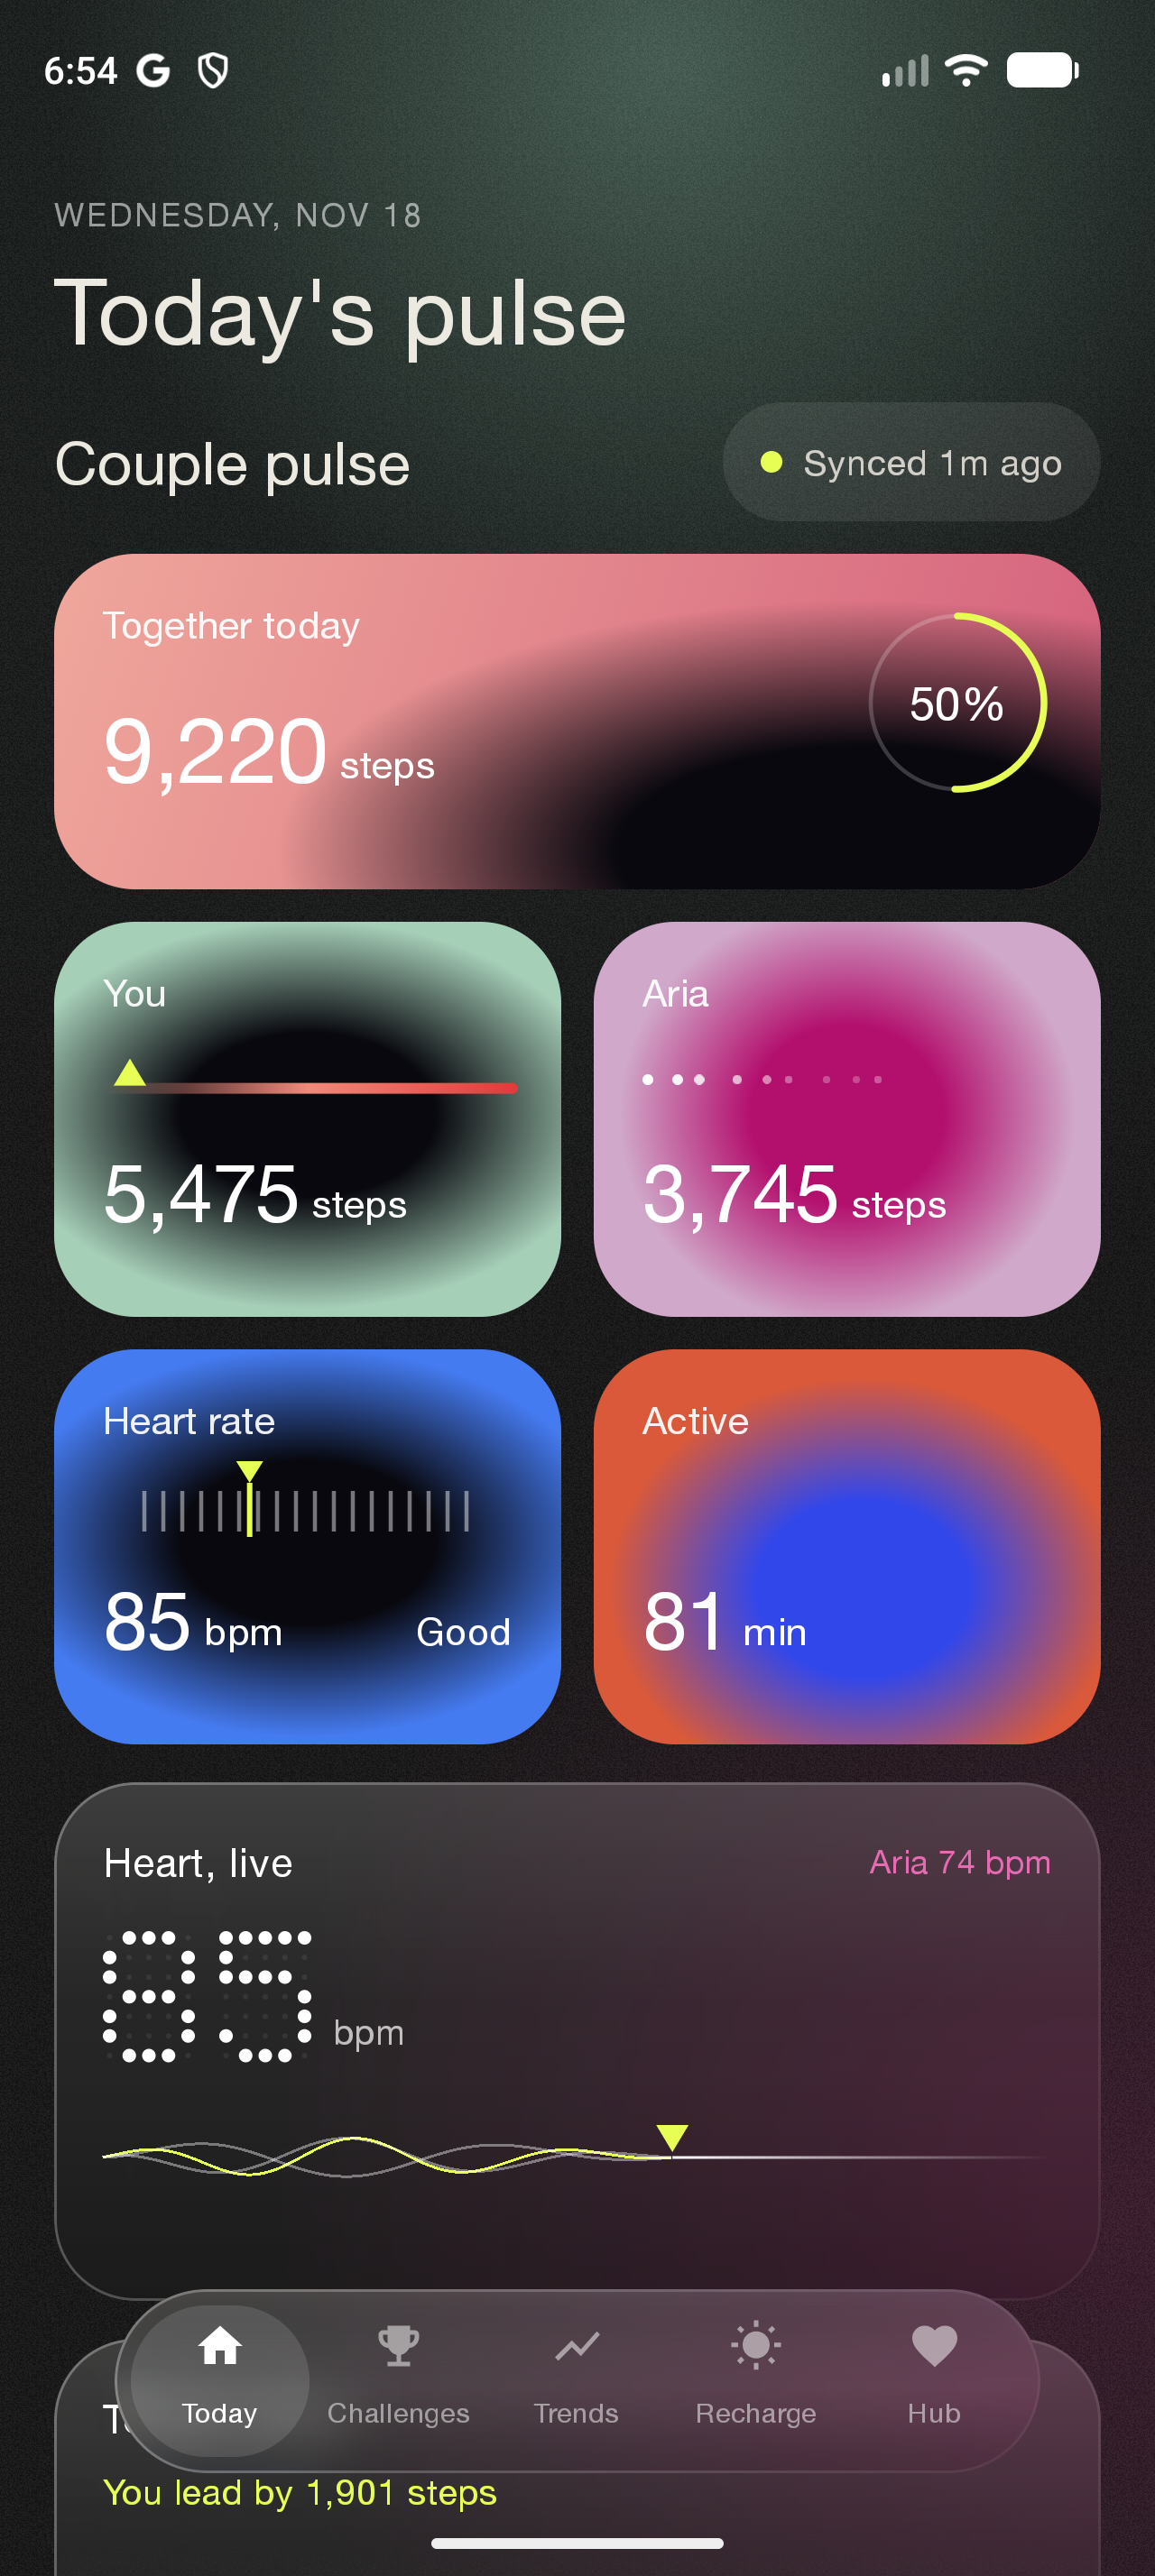 6:54
WEDNESDAY, NOV 18
Today's pulse
Couple pulse
Synced 1m ago
Together today
9,220 steps
50%
You
5,475 steps
Aria
3,745 steps
Heart rate
85 bpm
Good
Active
81 min
Heart, live
Aria 74 bpm
85 bpm
Today
Challenges
Trends
Recharge
Hub
You lead by 1,901 steps